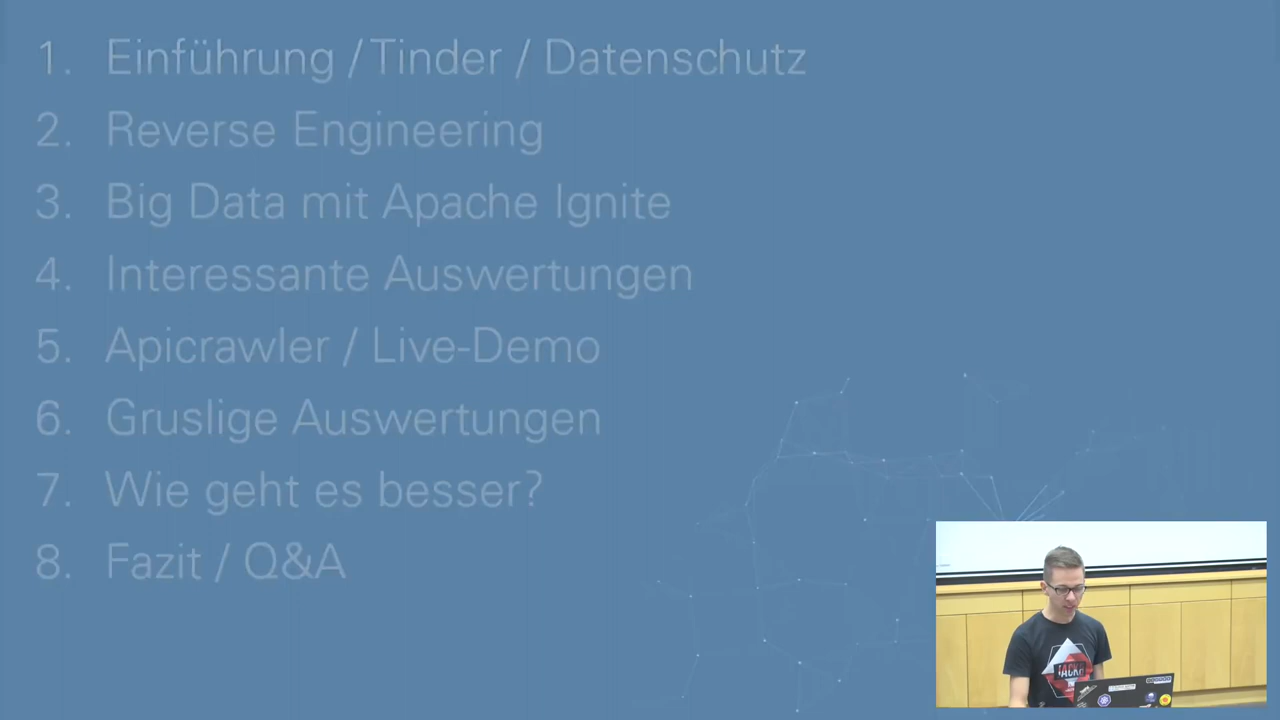 1. Einführung / Tinder / Datenschutz
2. Reverse Engineering
3. Big Data mit Apache Ignite
4. Interessante Auswertungen
5. Apicrawler / Live-Demo
6. Gruslige Auswertungen
7. Wie geht es besser?
8. Fazit / Q&A